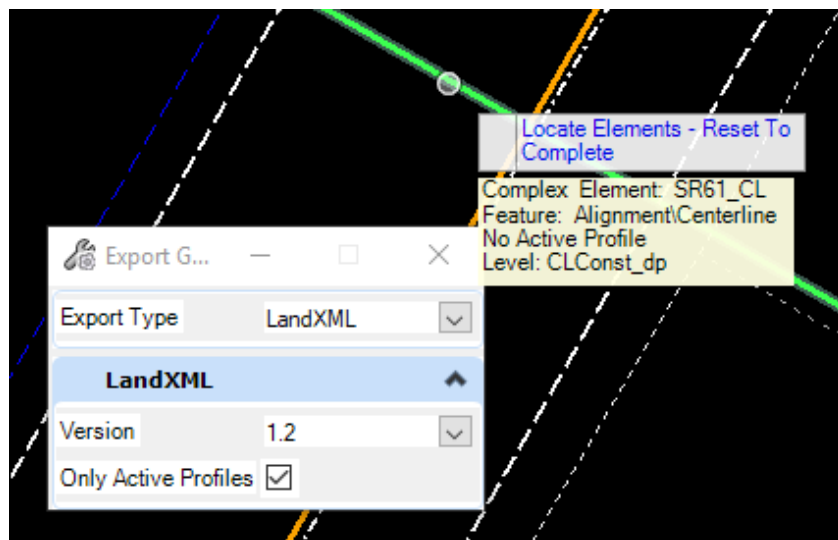 Locate Elements - Reset To
Complete
Complex Element: SR61_CL
Feature: Alignment\Centerline
No Active Profile
Level: CLConst_dp
Export G...
Export Type LandXML
LandXML
Version 1.2
Only Active Profiles